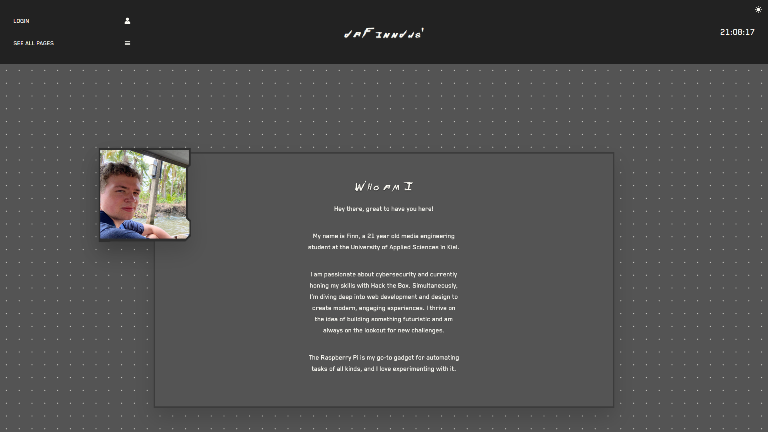 LOGIN
SEE ALL PAGES
daFinndus'
21:08:17
Who am I
Hey there, great to have you here!
My name is Finn, a 21 year old media engineering
student at the University of Applied Sciences in Kiel.
I am passionate about cybersecurity and currently
honing my skills with Hack the Box. Simultaneously,
I'm diving deep into web development and design to
create modern, engaging experiences. I thrive on
the idea of building something futuristic and am
always on the lookout for new challenges.
The Raspberry Pi is my go-to gadget for automating
tasks of all kinds, and I love experimenting with it.